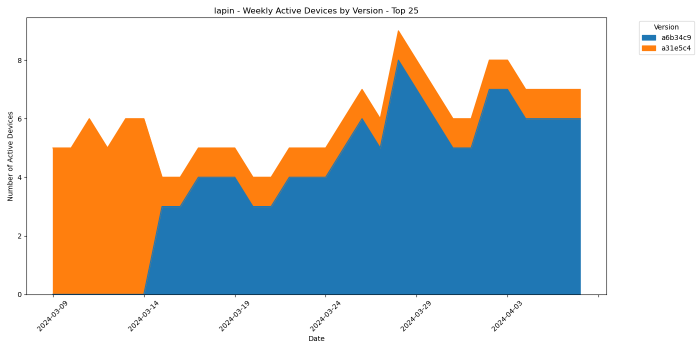 lapin - Weekly Active Devices by Version - Top 25
Version
a6b34c9
a31e5c4
Number of Active Devices
8
6
4
2
0
2024-03-09
2024-03-14
2024-03-19
2024-03-24
2024-03-29
2024-04-03
Date